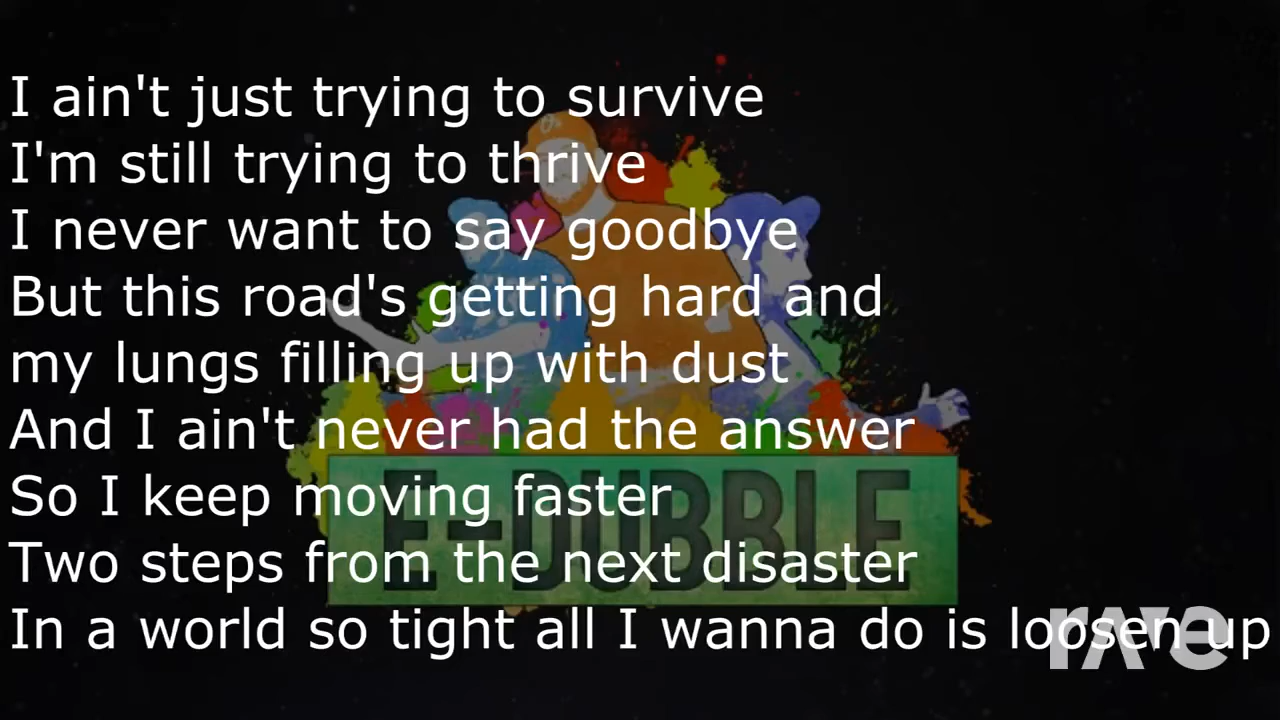 I ain't just trying to survive
I'm still trying to thrive
I never want to say goodbye
But this road's getting hard and
my lungs filling up with dust
And I ain't never had the answer
So I keep moving faster
Two steps from the next disaster
In a world so tight all I wanna do is loosen up
E-DUBBLE
rave